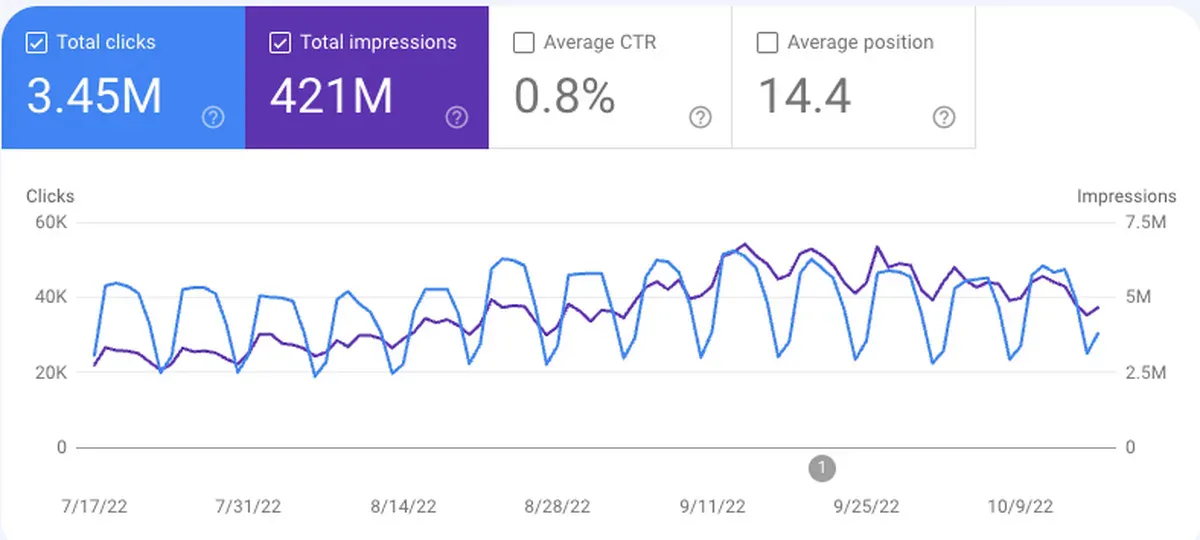 Total clicks
3.45M
Total impressions
421M
Average CTR
0.8%
Average position
14.4
Clicks
Impressions
60K
7.5M
40K
5M
20K
2.5M
0
0
1
7/17/22 7/31/22 8/14/22 8/28/22 9/11/22 9/25/22 10/9/22